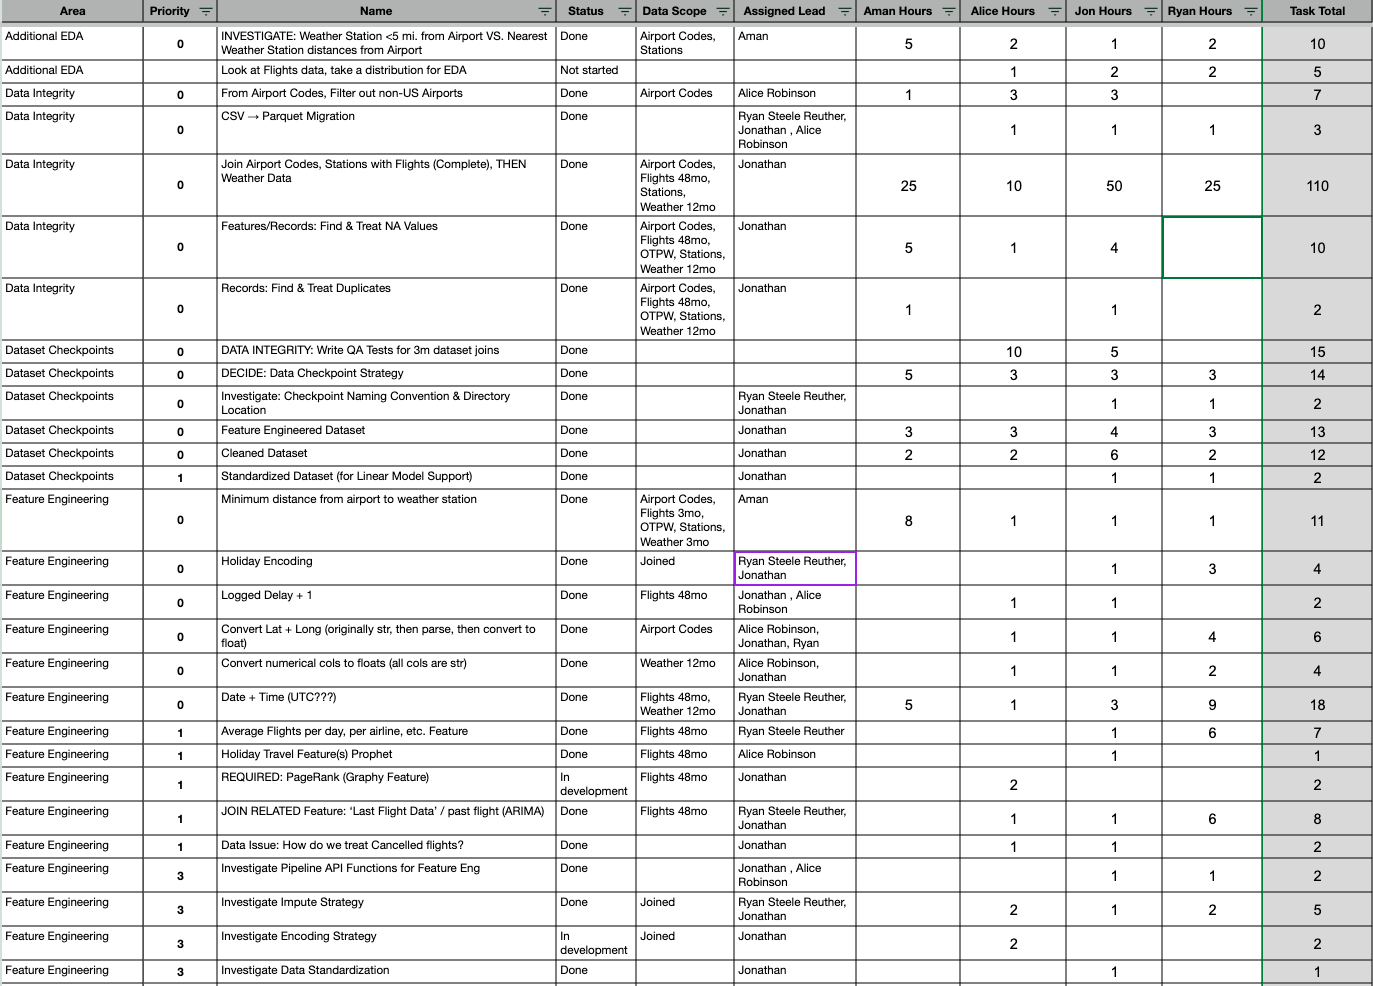 Area Priority Name Status Data Scope Assigned Lead Aman Hours Alice Hours Jon Hours Ryan Hours Task Total
Additional EDA 0 INVESTIGATE: Weather Station <5 mi. from Airport VS. Nearest Done Airport Codes, Aman 5 2 1 2 10
Weather Station distances from Airport Stations
Additional EDA Look at Flights data, take a distribution for EDA Not started 1 2 2 5
Data Integrity 0 From Airport Codes, Filter out non-US Airports Done Airport Codes Alice Robinson 1 3 3 7
Data Integrity 0 CSV → Parquet Migration Done Ryan Steele Reuther, 1 1 1 3
Jonathan , Alice
Robinson
Data Integrity 0 Join Airport Codes, Stations with Flights (Complete), THEN Done Airport Codes, Jonathan 25 10 50 25 110
Weather Data Flights 48mo,
Stations,
Weather 12mo
Data Integrity 0 Features/Records: Find & Treat NA Values Done Airport Codes, Jonathan 5 1 4 10
Flights 48mo,
OTPW, Stations,
Weather 12mo
Data Integrity 0 Records: Find & Treat Duplicates Done Airport Codes, Jonathan 1 1 2
Flights 48mo,
OTPW, Stations,
Weather 12mo
Dataset Checkpoints 0 DATA INTEGRITY: Write QA Tests for 3m dataset joins Done 10 5 15
Dataset Checkpoints 0 DECIDE: Data Checkpoint Strategy Done 5 3 3 3 14
Dataset Checkpoints 0 Investigate: Checkpoint Naming Convention & Directory Done Ryan Steele Reuther, 1 1 2
Location Jonathan
Dataset Checkpoints 0 Feature Engineered Dataset Done Jonathan 3 3 4 3 13
Dataset Checkpoints 0 Cleaned Dataset Done Jonathan 2 2 6 2 12
Dataset Checkpoints 1 Standardized Dataset (for Linear Model Support) Done Jonathan 1 1 2
Feature Engineering 0 Minimum distance from airport to weather station Done Airport Codes, Aman 8 1 1 1 11
Flights 3mo,
OTPW, Stations,
Weather 3mo
Feature Engineering 0 Holiday Encoding Done Joined Ryan Steele Reuther, 1 3 4
Jonathan
Feature Engineering 0 Logged Delay + 1 Done Flights 48mo Jonathan , Alice 1 1 2
Robinson
Feature Engineering 0 Convert Lat + Long (originally str, then parse, then convert to Done Airport Codes Alice Robinson, 1 1 4 6
float) Jonathan, Ryan
Feature Engineering 0 Convert numerical cols to floats (all cols are str) Done Weather 12mo Alice Robinson, 1 1 2 4
Jonathan
Feature Engineering 0 Date + Time (UTC???) Done Flights 48mo, Ryan Steele Reuther, 5 1 3 9 18
Weather 12mo Jonathan
Feature Engineering 1 Average Flights per day, per airline, etc. Feature Done Flights 48mo Ryan Steele Reuther 1 6 7
Feature Engineering 1 Holiday Travel Feature(s) Prophet Done Flights 48mo Alice Robinson 1 1
Feature Engineering 1 REQUIRED: PageRank (Graphy Feature) In Flights 48mo Jonathan 2 2
development
Feature Engineering 1 JOIN RELATED Feature: ‘Last Flight Data’ / past flight (ARIMA) Done Flights 48mo Ryan Steele Reuther, 1 1 6 8
Jonathan
Feature Engineering 1 Data Issue: How do we treat Cancelled flights? Done Jonathan 1 1 2
Feature Engineering 3 Investigate Pipeline API Functions for Feature Eng Done Jonathan , Alice 1 1 2
Robinson
Feature Engineering 3 Investigate Impute Strategy Done Joined Ryan Steele Reuther, 2 1 2 5
Jonathan
Feature Engineering 3 Investigate Encoding Strategy In Joined Jonathan 2 2
development
Feature Engineering 3 Investigate Data Standardization Done Jonathan 1 1